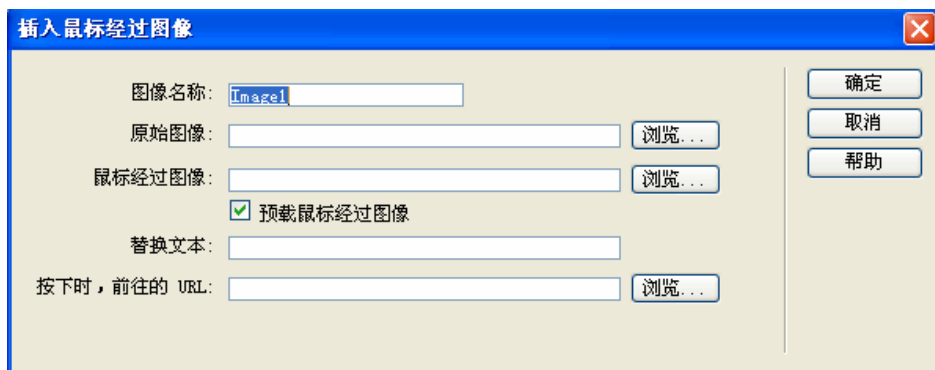 插入鼠标经过图像
图像名称: Image1
确定
原始图像: 浏览...
取消
鼠标经过图像: 浏览...
帮助
预载鼠标经过图像
替换文本:
按下时，前往的 URL: 浏览...